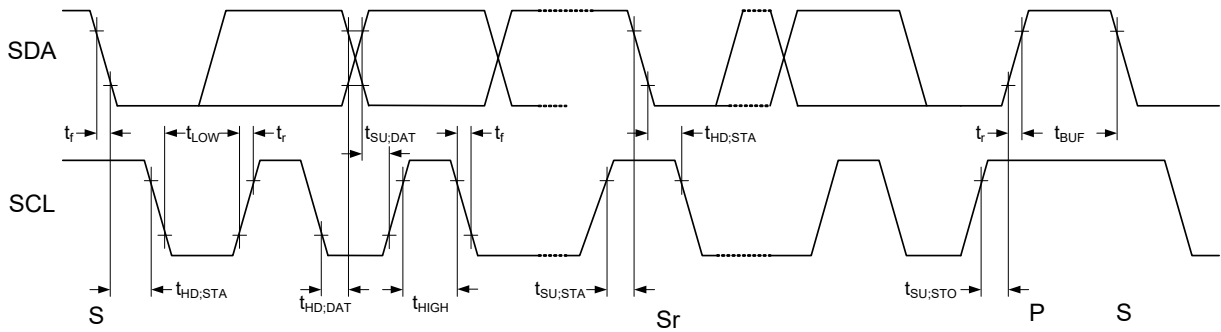 SDA
t_f t_LOW t_r t_SU;DAT t_f t_HD;STA t_r t_BUF
SCL
t_HD;STA t_HD;DAT t_HIGH t_SU;STA t_SU;STO
S Sr P S